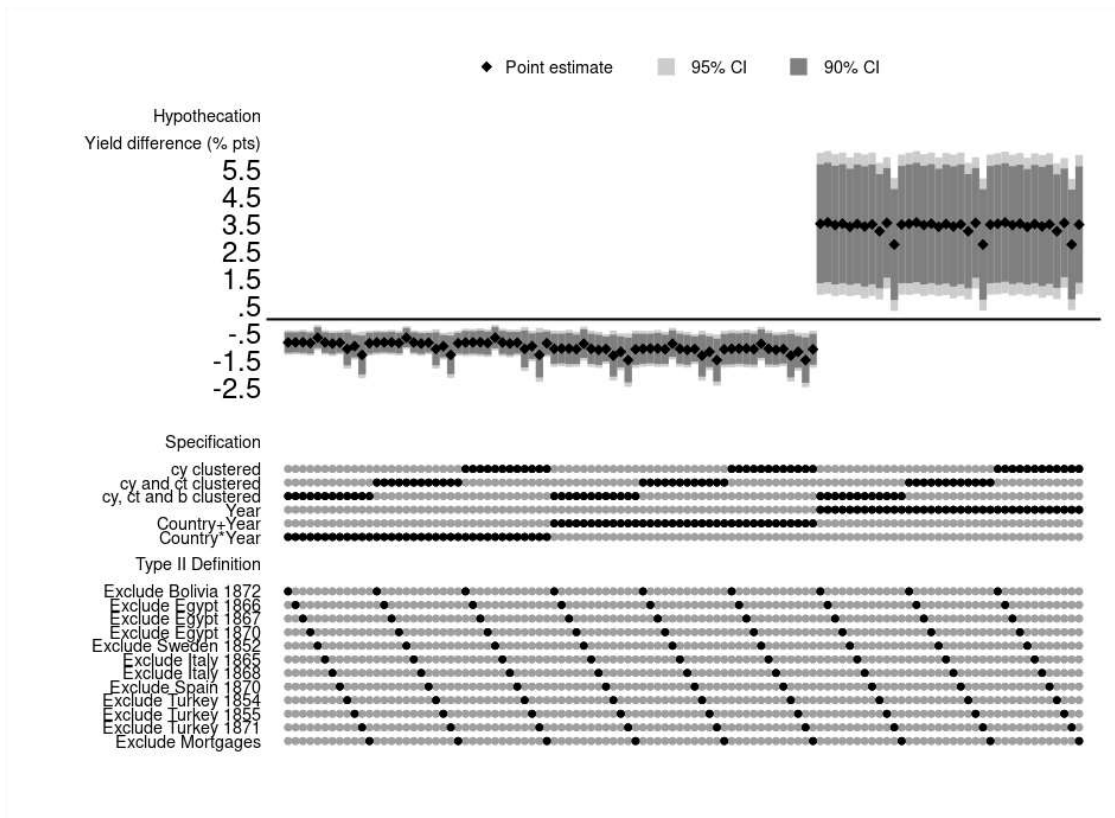 Point estimate 95% CI 90% CI
Hypothecation
Yield difference (% pts)
5.5
4.5
3.5
2.5
1.5
.5
-.5
-1.5
-2.5
Specification
cy clustered
cy and ct clustered
cy, ct and b clustered
Year
Country+Year
Country*Year
Type II Definition
Exclude Bolivia 1872
Exclude Egypt 1866
Exclude Egypt 1867
Exclude Egypt 1870
Exclude Sweden 1852
Exclude Italy 1865
Exclude Italy 1868
Exclude Spain 1870
Exclude Turkey 1854
Exclude Turkey 1855
Exclude Turkey 1871
Exclude Mortgages